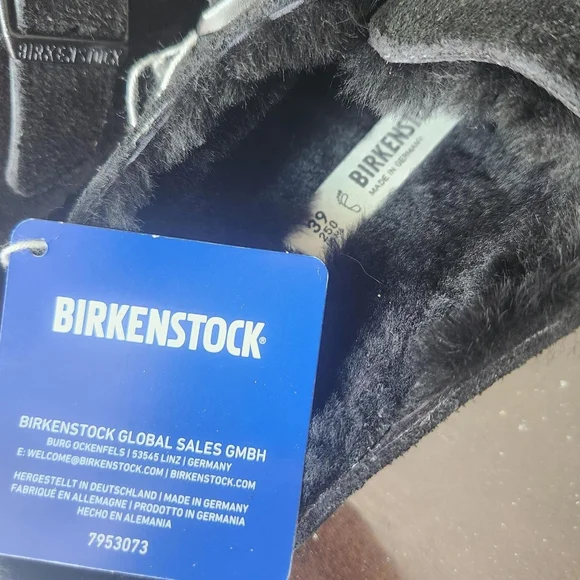 BIRKENSTOCK
BIRKENSTOCK
MADE IN GERMANY
39
250
BIRKENSTOCK®
BIRKENSTOCK GLOBAL SALES GMBH
BURG OCKENFELS | 53545 LINZ | GERMANY
E: WELCOME@BIRKENSTOCK.COM | BIRKENSTOCK.COM
HERGESTELLT IN DEUTSCHLAND | MADE IN GERMANY
FABRIQUÉ EN ALLEMAGNE | PRODOTTO IN GERMANIA
HECHO EN ALEMANIA
7953073